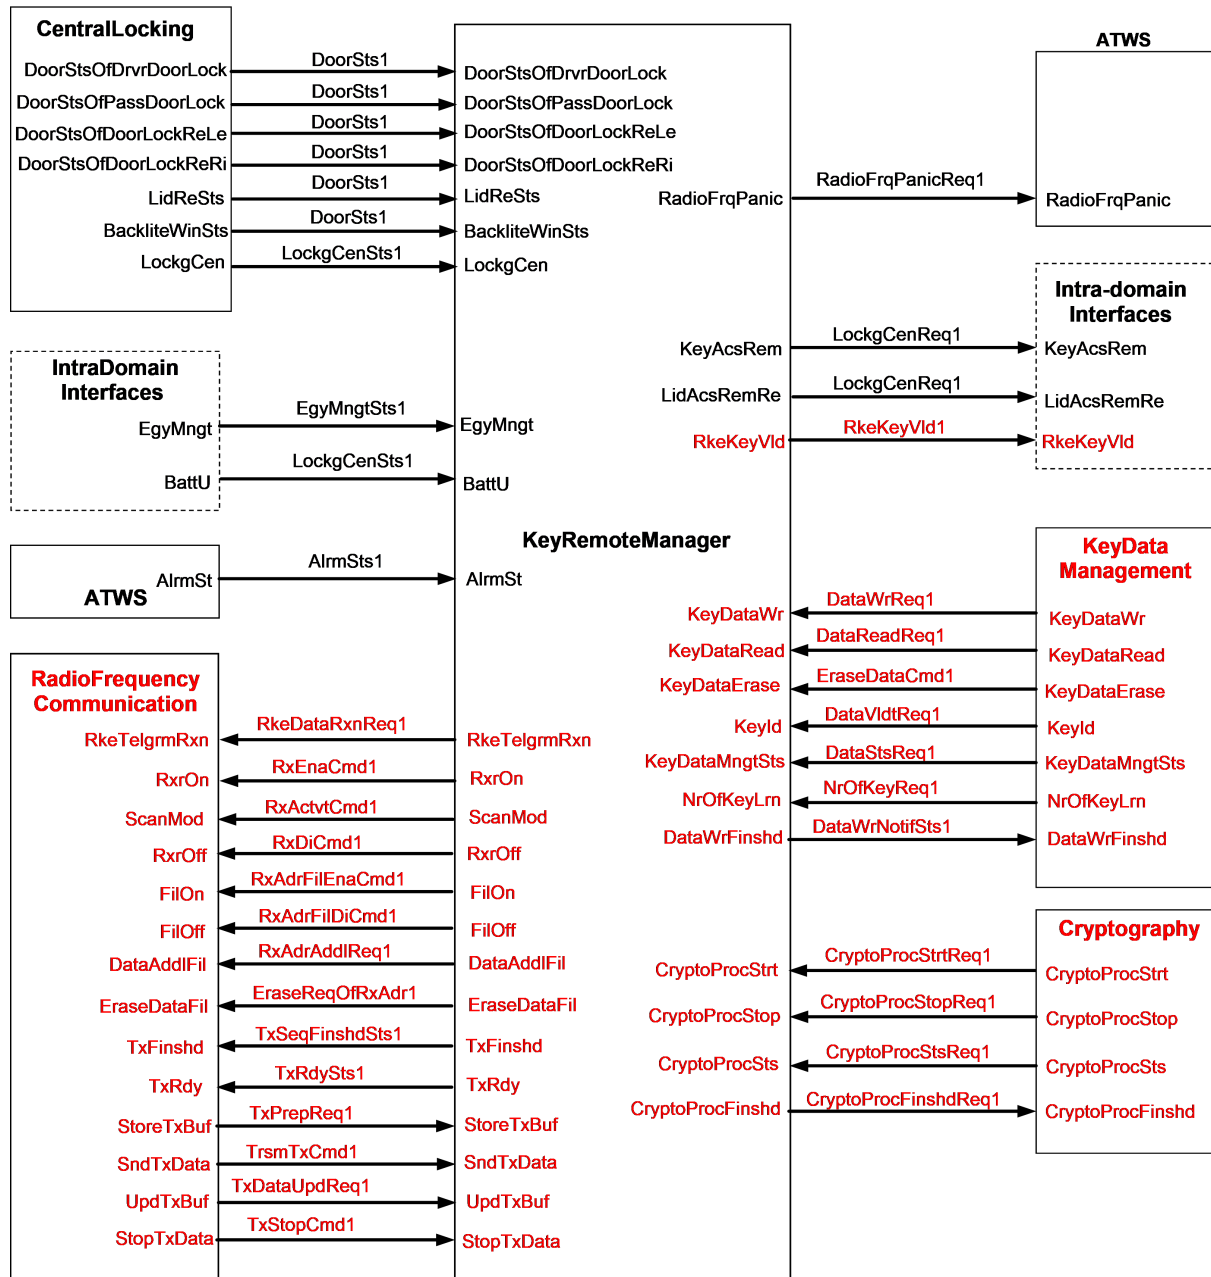 CentralLocking
DoorStsOfDrvrDoorLock
DoorStsOfPassDoorLock
DoorStsOfDoorLockReLe
DoorStsOfDoorLockReRi
LidReSts
BackliteWinSts
LockgCen
DoorSts1
DoorSts1
DoorSts1
DoorSts1
DoorSts1
DoorSts1
LockgCenSts1
DoorStsOfDrvrDoorLock
DoorStsOfPassDoorLock
DoorStsOfDoorLockReLe
DoorStsOfDoorLockReRi
LidReSts
BackliteWinSts
LockgCen
IntraDomain
Interfaces
EgyMngt
BattU
EgyMngtSts1
LockgCenSts1
EgyMngt
BattU
AlrmSt
ATWS
AlrmSts1
AlrmSt
RadioFrequency
Communication
RkeTelgrmRxn
RxrOn
ScanMod
RxrOff
FilOn
FilOff
DataAddlFil
EraseDataFil
TxFinshd
TxRdy
StoreTxBuf
SndTxData
UpdTxBuf
StopTxData
RkeDataRxnReq1
RxEnaCmd1
RxActvtCmd1
RxDiCmd1
RxAdrFilEnaCmd1
RxAdrFilDiCmd1
RxAdrAddlReq1
EraseReqOfRxAdr1
TxSeqFinshdSts1
TxRdySts1
TxPrepReq1
TrsmTxCmd1
TxDataUpdReq1
TxStopCmd1
RkeTelgrmRxn
RxrOn
ScanMod
RxrOff
FilOn
FilOff
DataAddlFil
EraseDataFil
TxFinshd
TxRdy
StoreTxBuf
SndTxData
UpdTxBuf
StopTxData
KeyRemoteManager
RadioFrqPanic
RadioFrqPanicReq1
ATWS
RadioFrqPanic
KeyAcsRem
LidAcsRemRe
RkeKeyVld
LockgCenReq1
LockgCenReq1
RkeKeyVld1
Intra-domain
Interfaces
KeyAcsRem
LidAcsRemRe
RkeKeyVld
KeyDataWr
KeyDataRead
KeyDataErase
KeyId
KeyDataMngtSts
NrOfKeyLrn
DataWrFinshd
DataWrReq1
DataReadReq1
EraseDataCmd1
DataVldtReq1
DataStsReq1
NrOfKeyReq1
DataWrNotifSts1
KeyData
Management
KeyDataWr
KeyDataRead
KeyDataErase
KeyId
KeyDataMngtSts
NrOfKeyLrn
DataWrFinshd
CryptoProcStrt
CryptoProcStop
CryptoProcSts
CryptoProcFinshd
CryptoProcStrtReq1
CryptoProcStopReq1
CryptoProcStsReq1
CryptoProcFinshdReq1
Cryptography
CryptoProcStrt
CryptoProcStop
CryptoProcSts
CryptoProcFinshd